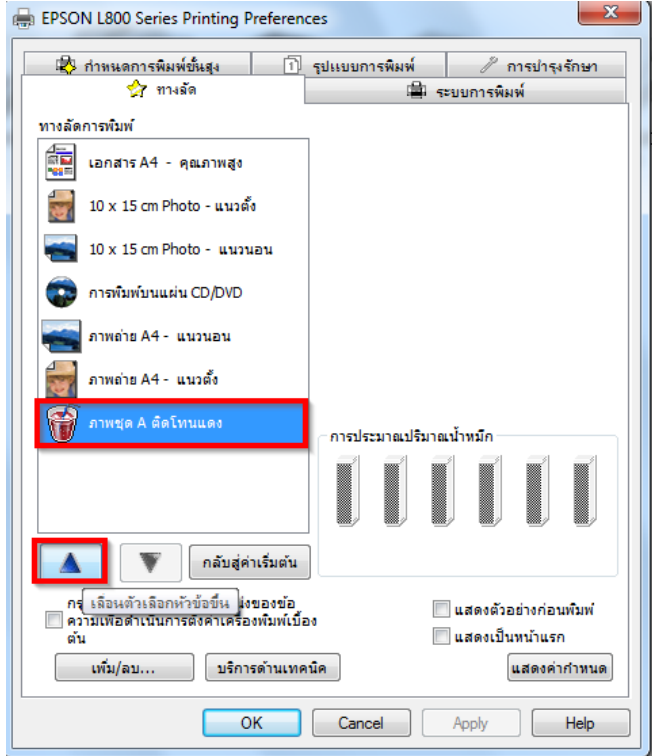 EPSON L800 Series Printing Preferences
กำหนดการพิมพ์ขั้นสูง
รูปแบบการพิมพ์
การบำรุงรักษา
ทางลัด
ระบบการพิมพ์
ทางลัดการพิมพ์
เอกสาร A4 - คุณภาพสูง
10 x 15 cm Photo - แนวตั้ง
10 x 15 cm Photo - แนวนอน
การพิมพ์บนแผ่น CD/DVD
ภาพถ่าย A4 - แนวนอน
ภาพถ่าย A4 - แนวตั้ง
ภาพชุด A ติดโทนแดง
การประมาณปริมาณน้ำหมึก
กลับสู่ค่าเริ่มต้น
เลือนตัวเลือกหัวข้อขึ้น
ของข้อ
ความเพื่อดำเนินการตั้งค่าเครื่องพิมพ์เบื้อง
ต้น
แสดงตัวอย่างก่อนพิมพ์
แสดงเป็นหน้าแรก
เพิ่ม/ลบ...
บริการด้านเทคนิค
แสดงค่ากำหนด
OK
Cancel
Apply
Help